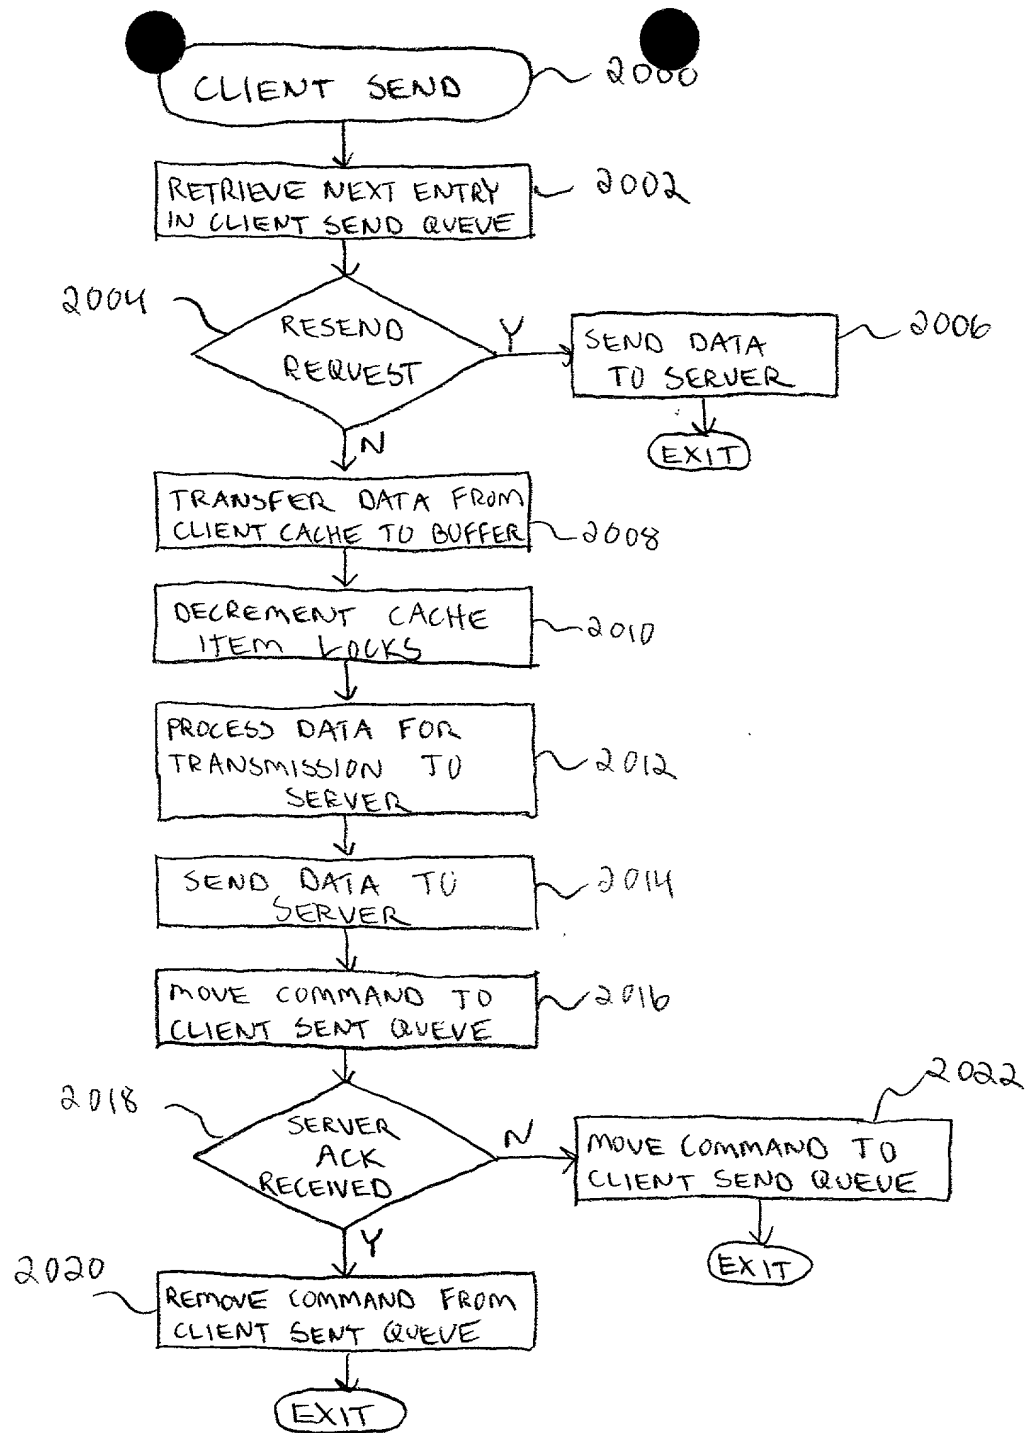 CLIENT SEND
2000
RETRIEVE NEXT ENTRY
IN CLIENT SEND QUEUE
2002
2004
RESEND
REQUEST
Y
N
SEND DATA
TO SERVER
2006
EXIT
TRANSFER DATA FROM
CLIENT CACHE TO BUFFER
2008
DECREMENT CACHE
ITEM LOCKS
2010
PROCESS DATA FOR
TRANSMISSION TO
SERVER
2012
SEND DATA TO
SERVER
2014
MOVE COMMAND TO
CLIENT SENT QUEUE
2016
2018
SERVER
ACK
RECEIVED
N
Y
2022
MOVE COMMAND TO
CLIENT SEND QUEUE
EXIT
2020
REMOVE COMMAND FROM
CLIENT SENT QUEUE
EXIT